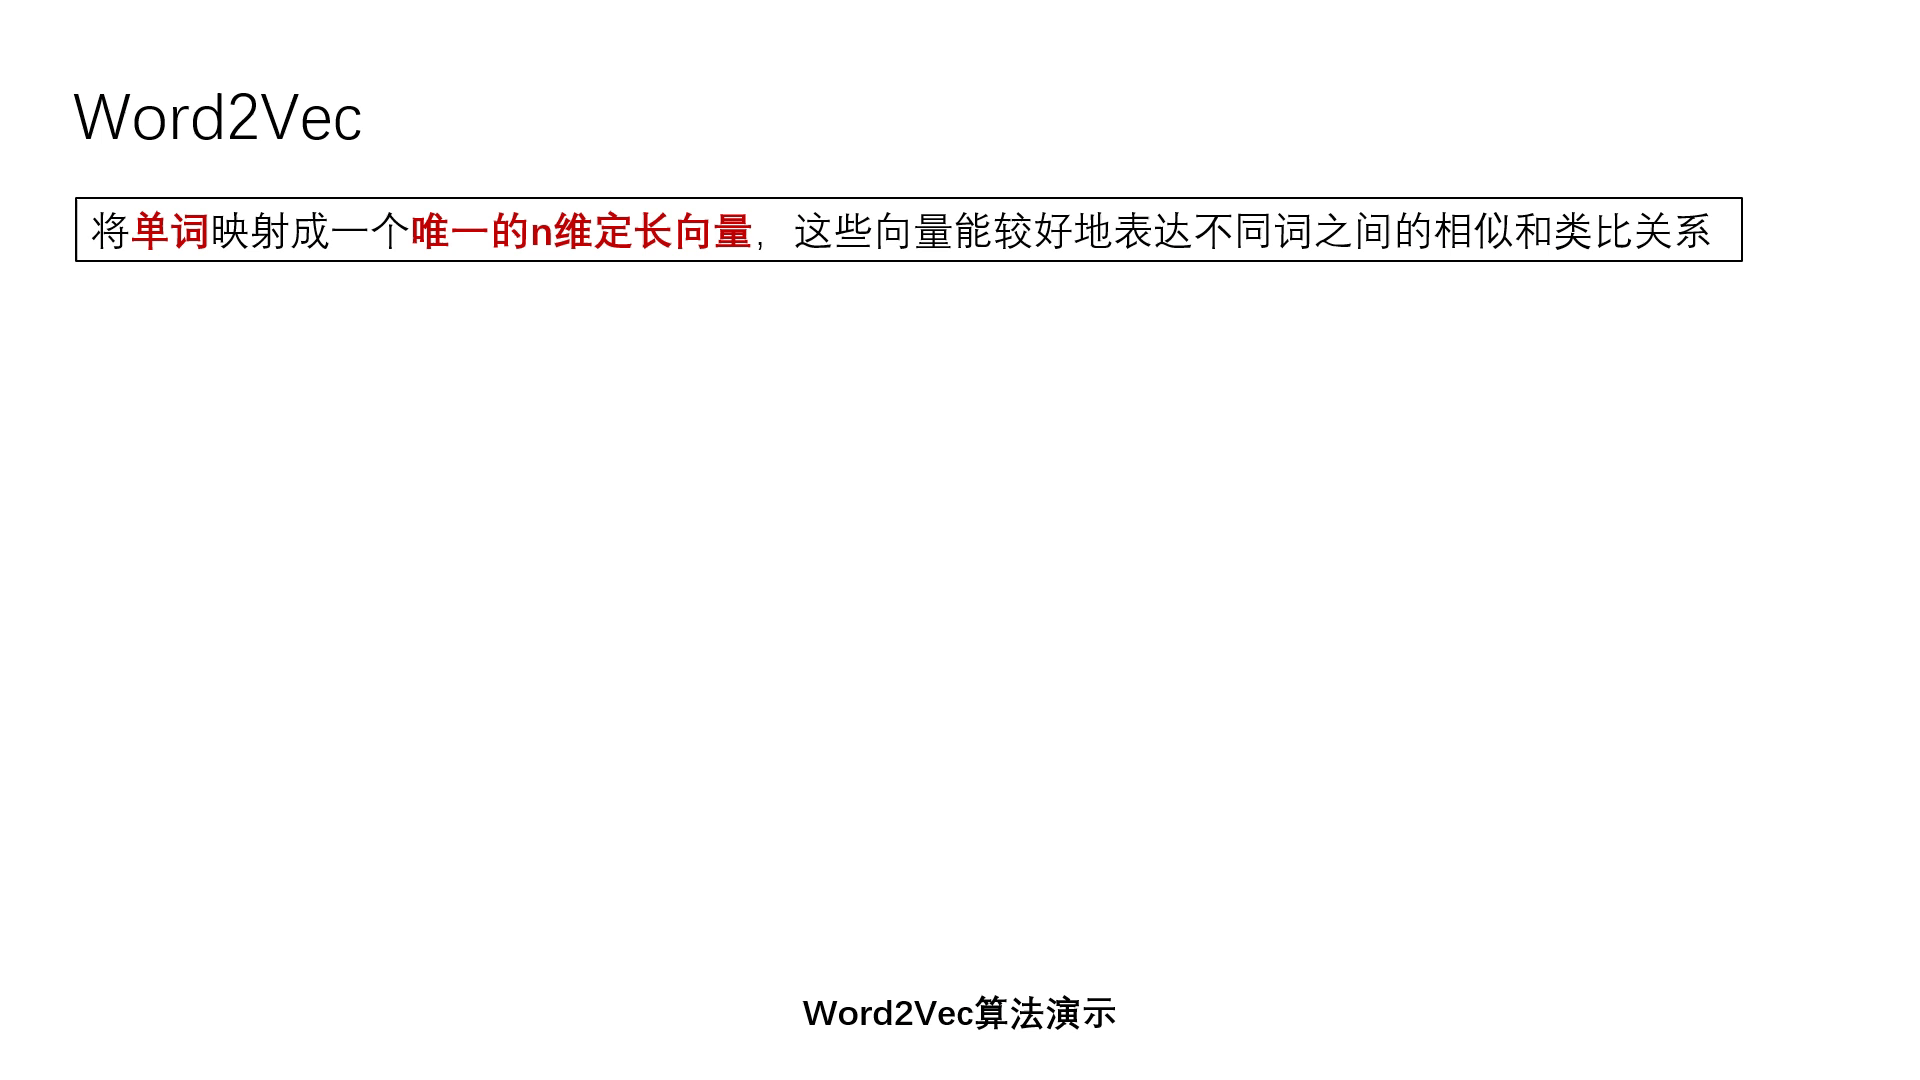 Word2Vec
将单词映射成一个唯一的n维定长向量，这些向量能较好地表达不同词之间的相似和类比关系
Word2Vec算法演示